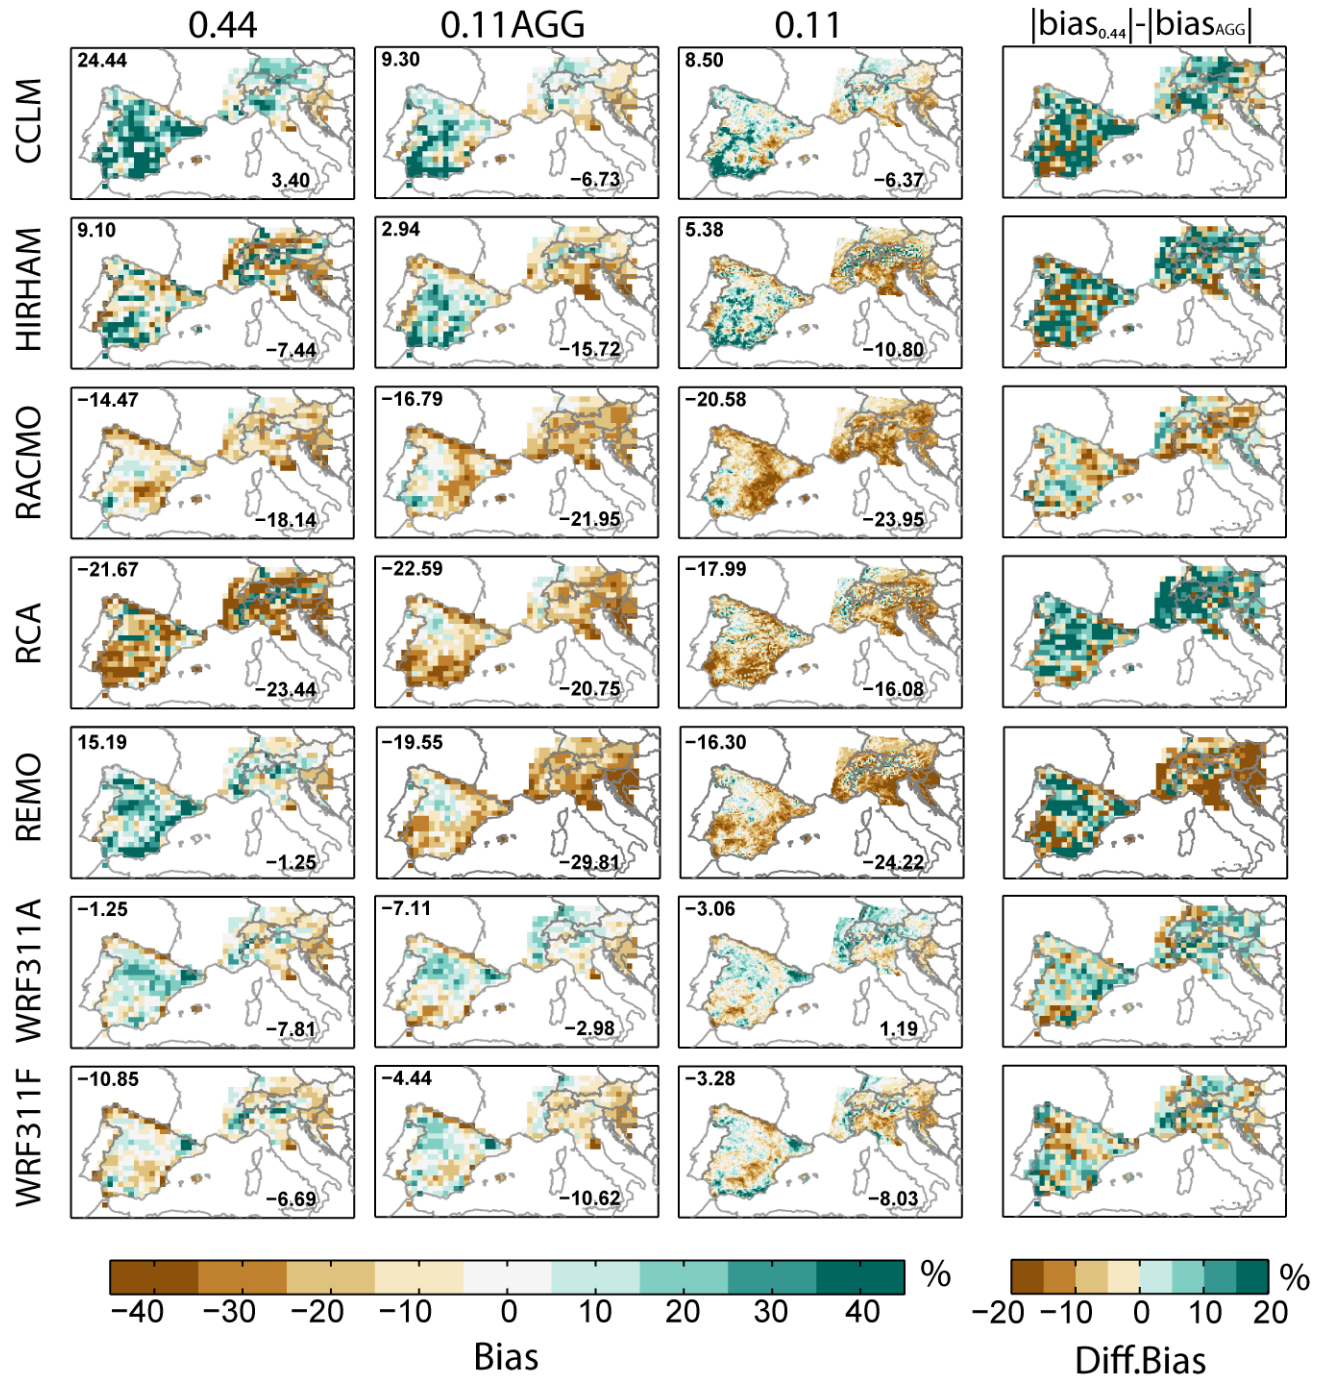 0.44 0.11AGG 0.11 |bias0.44|-|biasAGG|
CCLM
24.44 3.40 9.30 −6.73 8.50 −6.37
HIRHAM
9.10 −7.44 2.94 −15.72 5.38 −10.80
RACMO
−14.47 −18.14 −16.79 −21.95 −20.58 −23.95
RCA
−21.67 −23.44 −22.59 −20.75 −17.99 −16.08
REMO
15.19 −1.25 −19.55 −29.81 −16.30 −24.22
WRF311A
−1.25 −7.81 −7.11 −2.98 −3.06 1.19
WRF311F
−10.85 −6.69 −4.44 −10.62 −3.28 −8.03
% %
−40 −30 −20 −10 0 10 20 30 40 −20 −10 0 10 20
Bias Diff.Bias